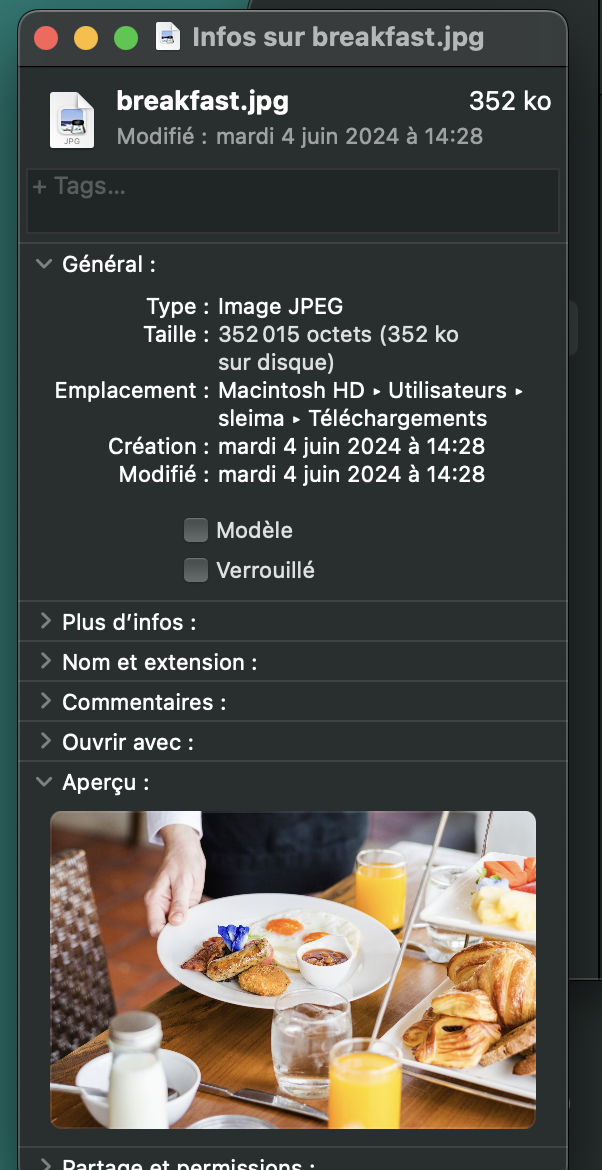 Infos sur breakfast.jpg
breakfast.jpg 352 ko
Modifié : mardi 4 juin 2024 à 14:28
JPG
+ Tags...
Général :
Type : Image JPEG
Taille : 352 015 octets (352 ko
sur disque)
Emplacement : Macintosh HD ▸ Utilisateurs ▸
sleima ▸ Téléchargements
Création : mardi 4 juin 2024 à 14:28
Modifié : mardi 4 juin 2024 à 14:28
Modèle
Verrouillé
Plus d’infos :
Nom et extension :
Commentaires :
Ouvrir avec :
Aperçu :
Partage et permissions :